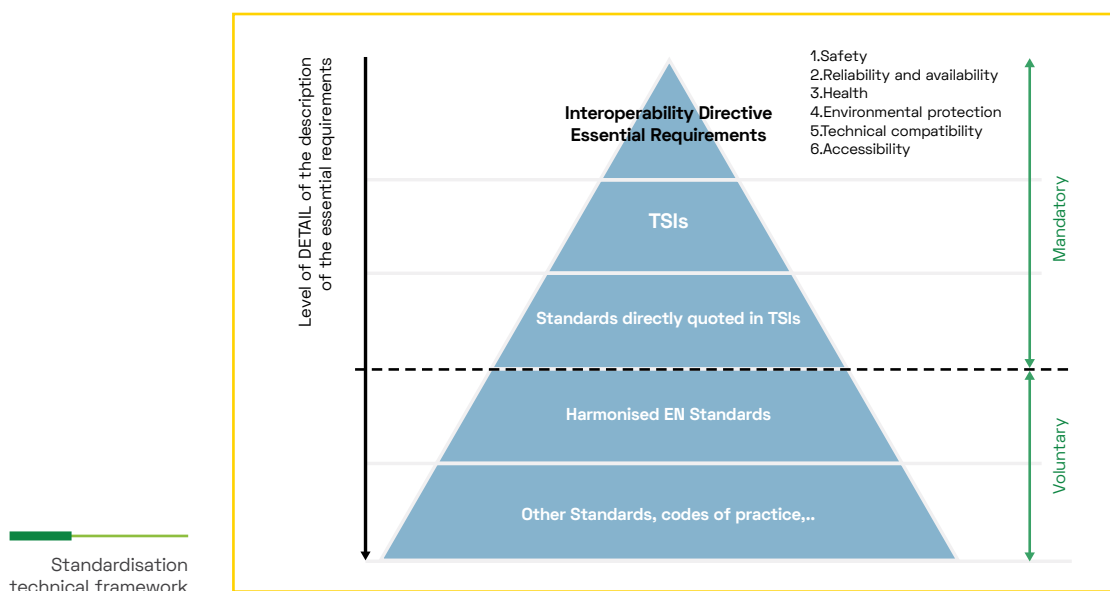 Level of DETAIL of the description
of the essential requirements
Interoperability Directive
Essential Requirements
1.Safety
2.Reliability and availability
3.Health
4.Environmental protection
5.Technical compatibility
6.Accessibility
TSIs
Standards directly quoted in TSIs
Mandatory
Harmonised EN Standards
Voluntary
Other Standards, codes of practice,..
Standardisation
technical framework